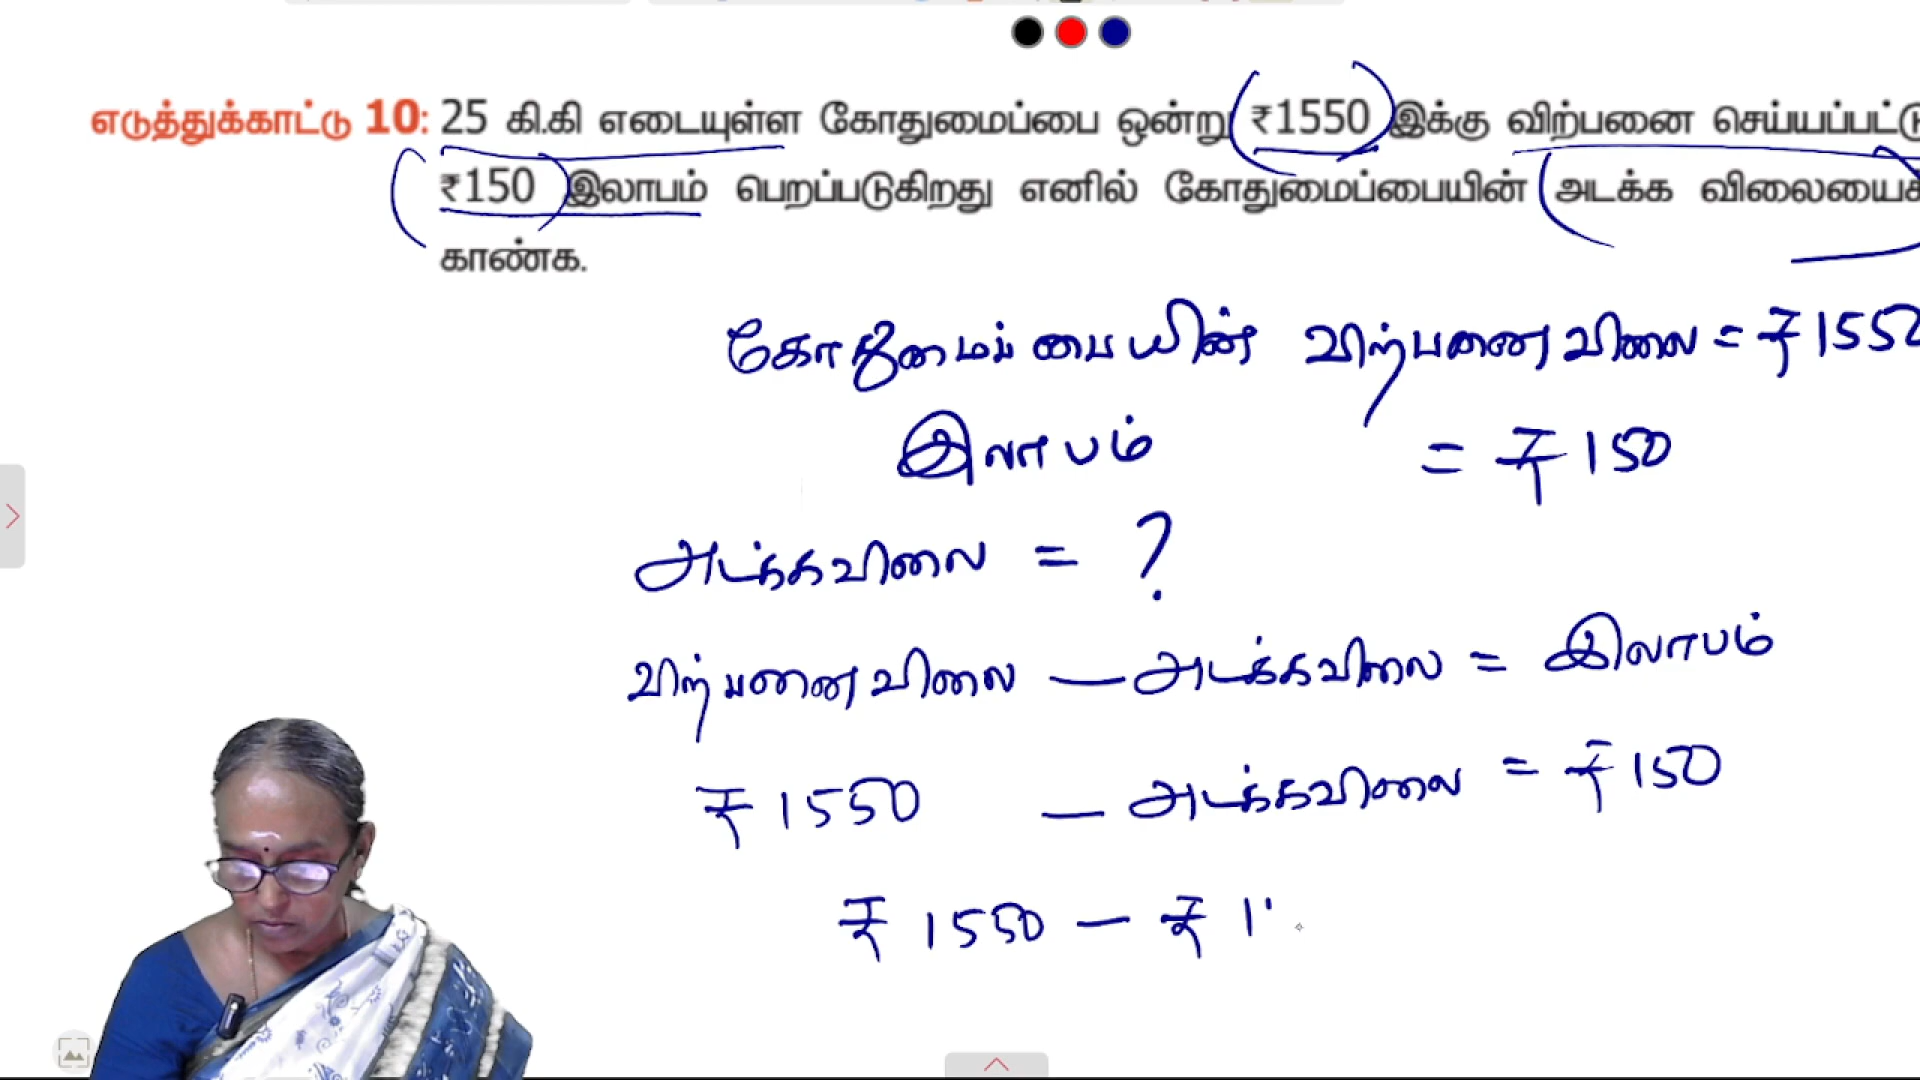 எடுத்துக்காட்டு 10: 25 கி.கி எடையுள்ள கோதுமைப்பை ஒன்று ₹1550 இக்கு விற்பனை செய்யப்பட்டு
₹150 இலாபம் பெறப்படுகிறது எனில் கோதுமைப்பையின் அடக்க விலையைக்
காண்க.
கோதுமைப் பையின் விற்பனை விலை = ₹ 1550
இலாபம் = ₹ 150
அடக்கவிலை = ?
விற்பனை விலை – அடக்கவிலை = இலாபம்
₹ 1550 – அடக்கவிலை = ₹ 150
₹ 1550 – ₹ 1